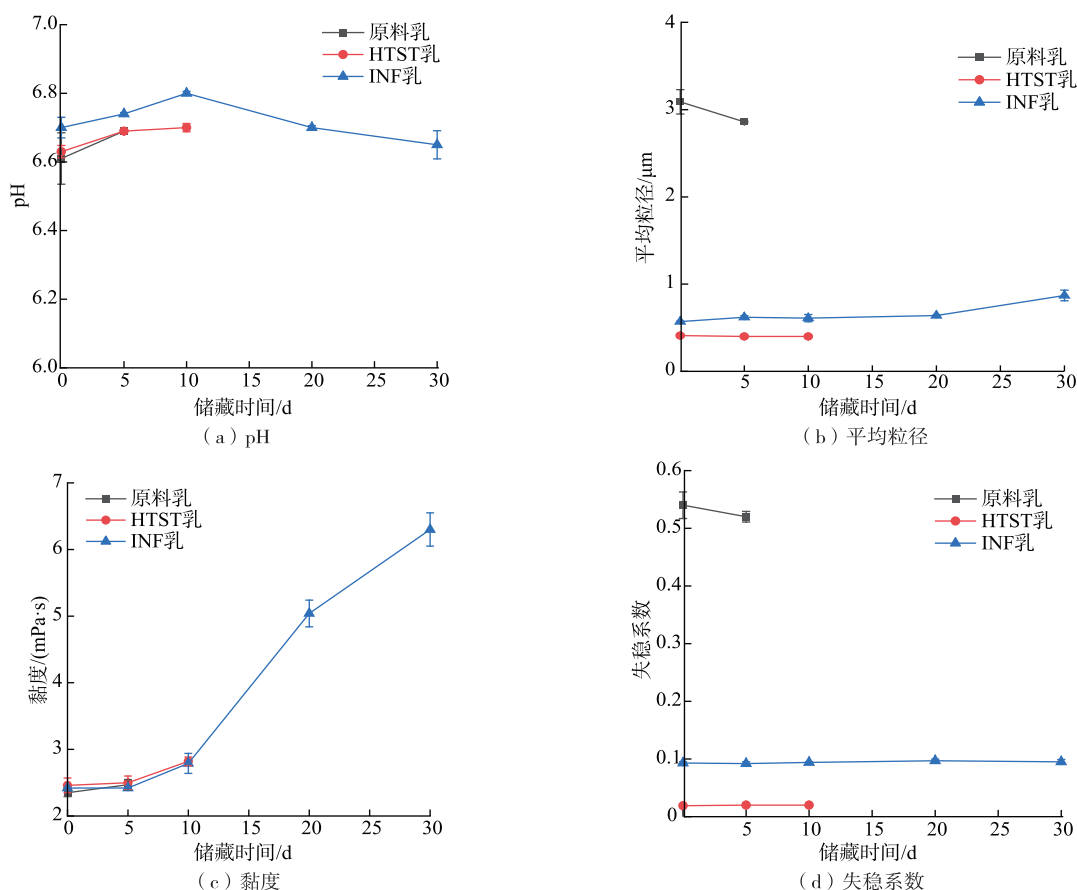 7.0
6.8
6.6
6.4
6.2
6.0
pH
0
5
10
15
20
25
30
储藏时间/d
原料乳
HTST乳
INF乳
(a) pH
4
3
2
1
0
平均粒径/μm
5
10
15
20
25
30
储藏时间/d
原料乳
HTST乳
INF乳
(b) 平均粒径
7
6
5
4
3
2
黏度/(mPa·s)
0
5
10
15
20
25
30
储藏时间/d
原料乳
HTST乳
INF乳
(c) 黏度
0.6
0.5
0.4
0.3
0.2
0.1
0
失稳系数
5
10
15
20
25
30
储藏时间/d
原料乳
HTST乳
INF乳
(d) 失稳系数